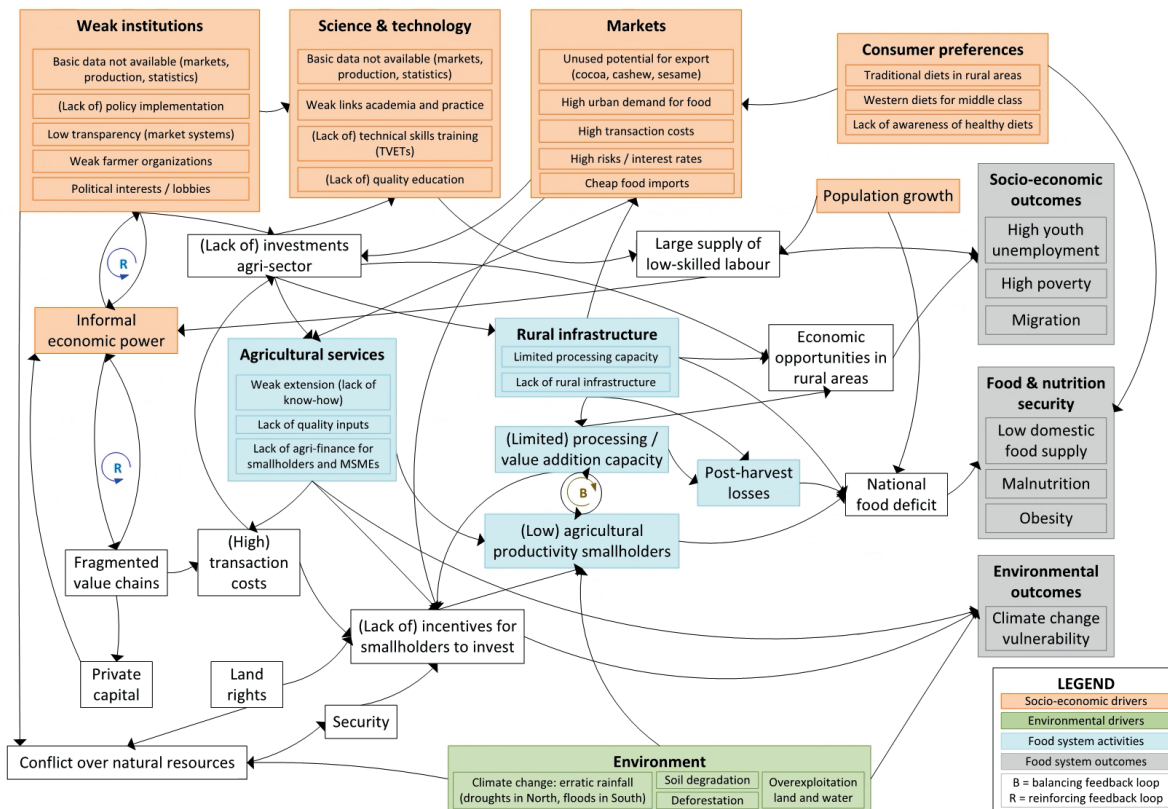 Weak institutions
Basic data not available (markets,
production, statistics)
(Lack of) policy implementation
Low transparency (market systems)
Weak farmer organizations
Political interests / lobbies
Science & technology
Basic data not available (markets,
production, statistics)
Weak links academia and practice
(Lack of) technical skills training
(TVETs)
(Lack of) quality education
Markets
Unused potential for export
(cocoa, cashew, sesame)
High urban demand for food
High transaction costs
High risks / interest rates
Cheap food imports
Consumer preferences
Traditional diets in rural areas
Western diets for middle class
Lack of awareness of healthy diets
Population growth
Socio-economic
outcomes
High youth
unemployment
High poverty
Migration
(Lack of) investments
agri-sector
Large supply of
low-skilled labour
R
Informal
economic power
Agricultural services
Weak extension (lack of
know-how)
Lack of quality inputs
Lack of agri-finance for
smallholders and MSMEs
Rural infrastructure
Limited processing capacity
Lack of rural infrastructure
Economic
opportunities in
rural areas
Food & nutrition
security
Low domestic
food supply
Malnutrition
Obesity
R
(Limited) processing /
value addition capacity
Post-harvest
losses
National
food deficit
B
(Low) agricultural
productivity smallholders
Fragmented
value chains
(High)
transaction
costs
Environmental
outcomes
Climate change
vulnerability
(Lack of) incentives for
smallholders to invest
Private
capital
Land
rights
Security
Conflict over natural resources
Environment
Climate change: erratic rainfall
(droughts in North, floods in South)
Soil degradation
Deforestation
Overexploitation
land and water
LEGEND
Socio-economic drivers
Environmental drivers
Food system activities
Food system outcomes
B = balancing feedback loop
R = reinforcing feedback loop